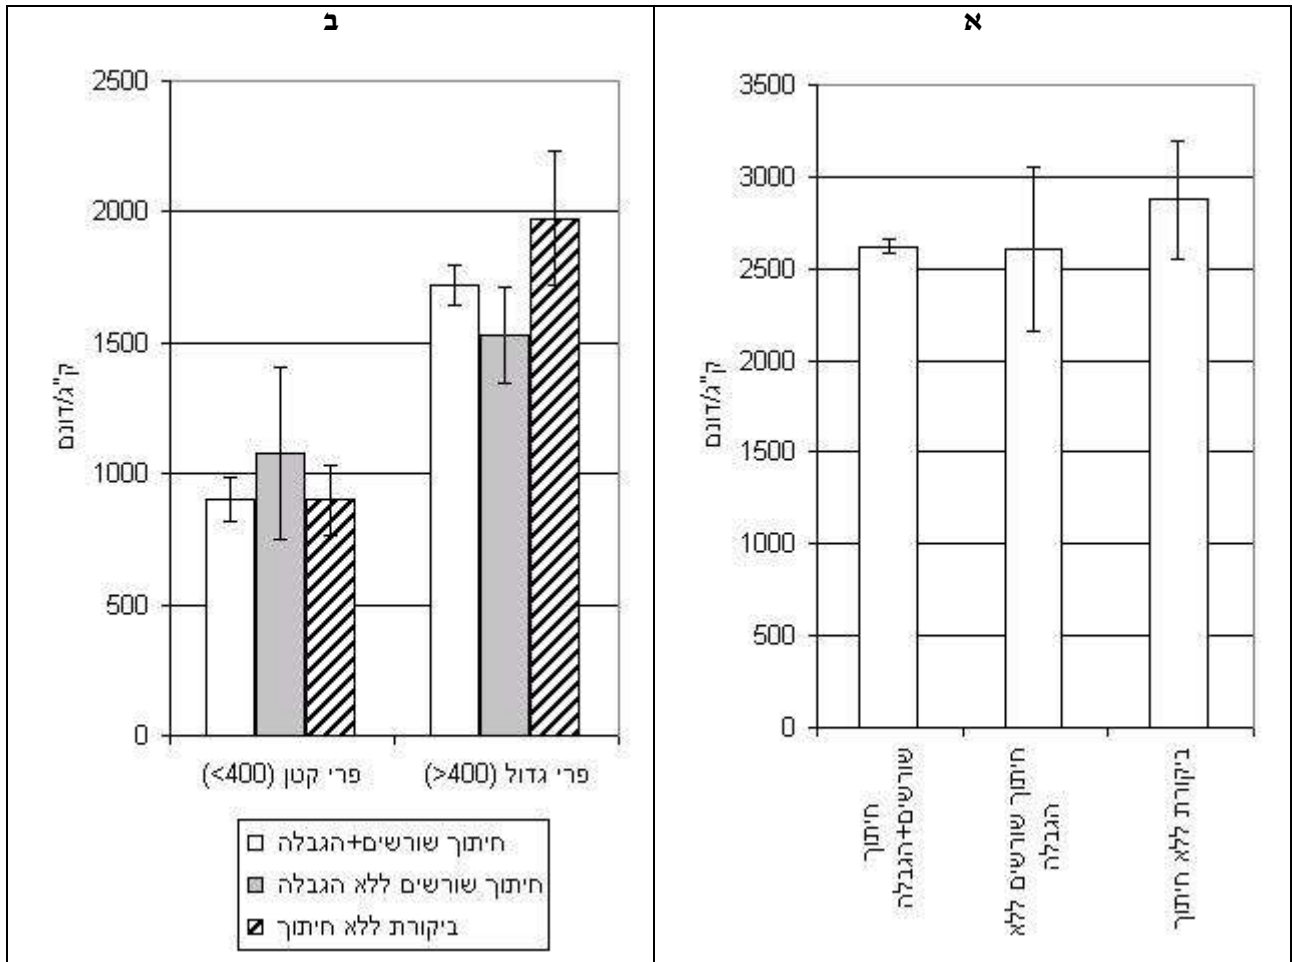 א
3500
3000
2500
2000
1500
1000
500
0
ק"ג/דונם
חיתוך
שורשים+הגבלה
חיתוך שורשים ללא
הגבלה
ביקורת ללא חיתוך
ב
2500
2000
1500
1000
500
0
ק"ג/דונם
פרי קטן (<400)
פרי גדול (>400)
חיתוך שורשים+הגבלה
חיתוך שורשים ללא הגבלה
ביקורת ללא חיתוך